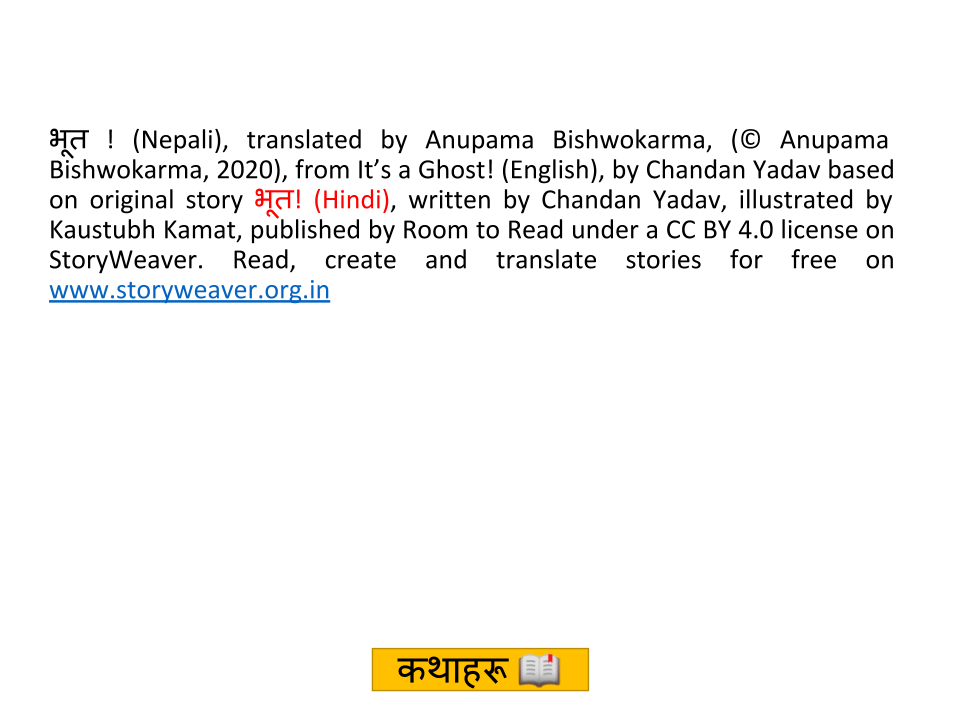 भूत ! (Nepali), translated by Anupama Bishwokarma, (© Anupama
Bishwokarma, 2020), from It’s a Ghost! (English), by Chandan Yadav based
on original story भूत! (Hindi), written by Chandan Yadav, illustrated by
Kaustubh Kamat, published by Room to Read under a CC BY 4.0 license on
StoryWeaver. Read, create and translate stories for free on
www.storyweaver.org.in
कथाहरू